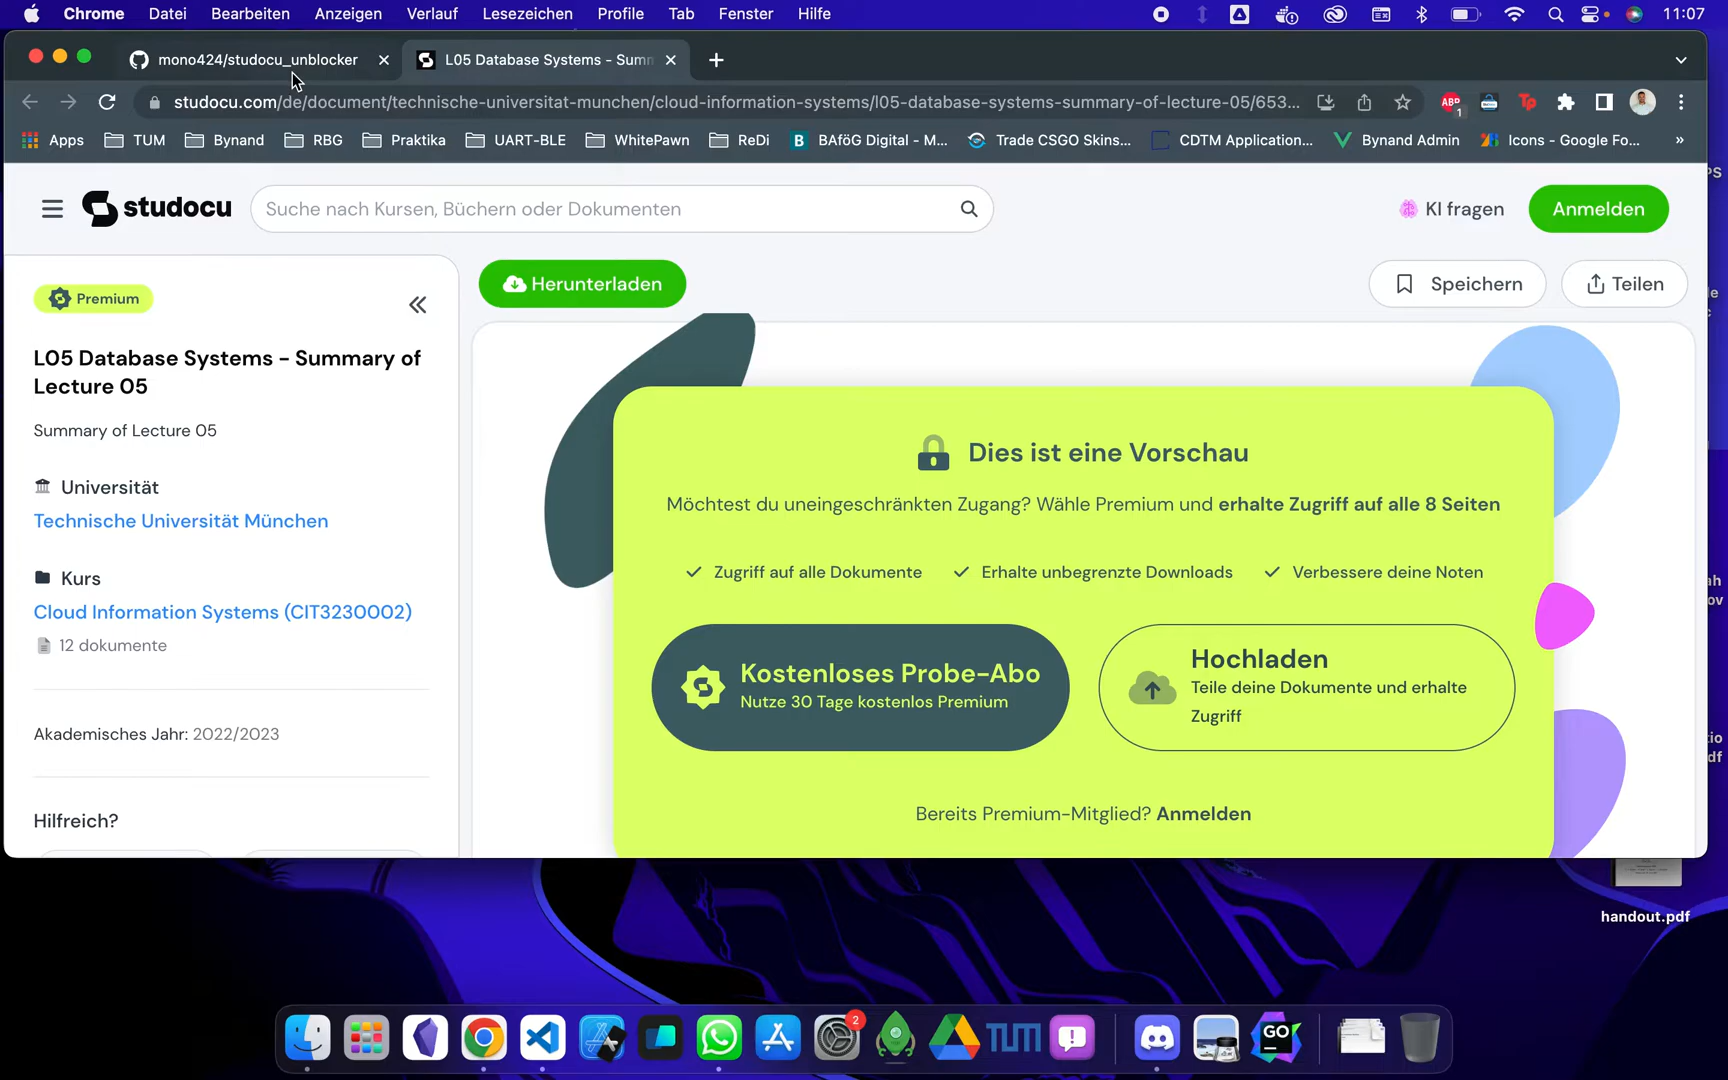 Chrome Datei Bearbeiten Anzeigen Verlauf Lesezeichen Profile Tab Fenster Hilfe 11:07
mono424/studocu_unblocker L05 Database Systems - Sum
studocu.com/de/document/technische-universitat-munchen/cloud-information-systems/l05-database-systems-summary-of-lecture-05/653...
ABP 1
Apps TUM Bynand RBG Praktika UART-BLE WhitePawn ReDi B BAföG Digital - M... Trade CSGO Skins... CDTM Application... Bynand Admin Icons - Google Fo... »
studocu Suche nach Kursen, Büchern oder Dokumenten KI fragen Anmelden
Premium
Herunterladen Speichern Teilen
L05 Database Systems - Summary of
Lecture 05
Summary of Lecture 05
Universität
Technische Universität München
Kurs
Cloud Information Systems (CIT3230002)
12 dokumente
Akademisches Jahr: 2022/2023
Hilfreich?
Dies ist eine Vorschau
Möchtest du uneingeschränkten Zugang? Wähle Premium und erhalte Zugriff auf alle 8 Seiten
Zugriff auf alle Dokumente Erhalte unbegrenzte Downloads Verbessere deine Noten
Kostenloses Probe-Abo
Nutze 30 Tage kostenlos Premium
Hochladen
Teile deine Dokumente und erhalte
Zugriff
Bereits Premium-Mitglied? Anmelden
handout.pdf
2
TUM
GO